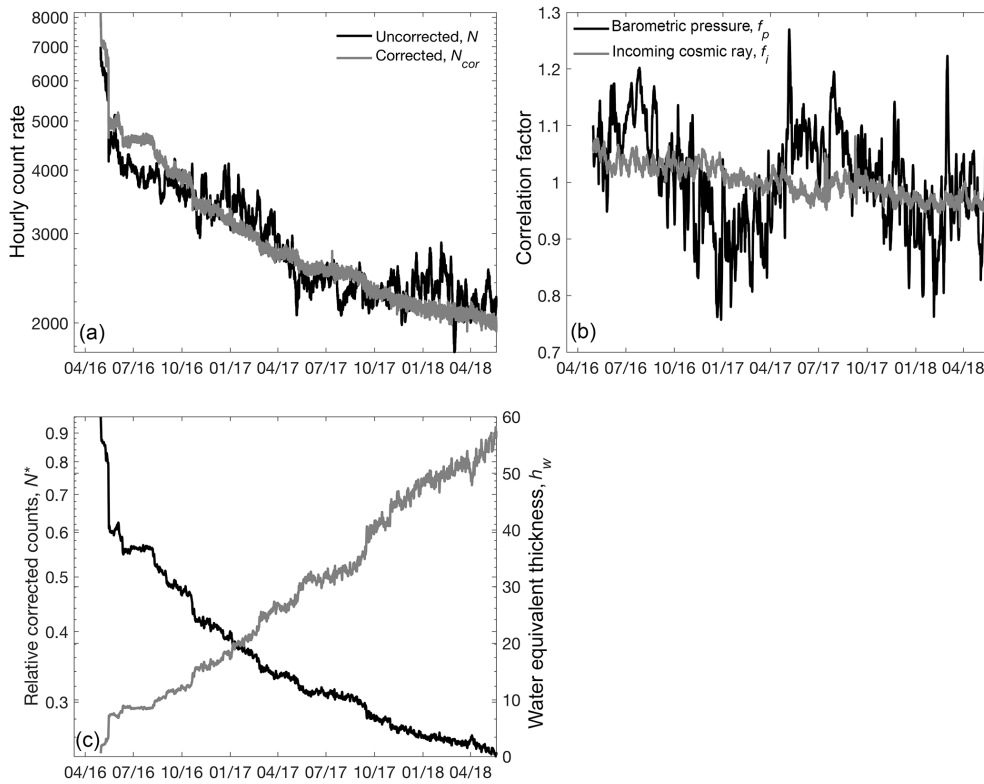 8000
7000
6000
5000
4000
3000
2000
Hourly count rate
Uncorrected, N
Corrected, N_cor
(a)
04/16 07/16 10/16 01/17 04/17 07/17 10/17 01/18 04/18
1.3
1.2
1.1
1
0.9
0.8
0.7
Correlation factor
Barometric pressure, f_p
Incoming cosmic ray, f_i
(b)
04/16 07/16 10/16 01/17 04/17 07/17 10/17 01/18 04/18
0.9
0.8
0.7
0.6
0.5
0.4
0.3
Relative corrected counts, N*
60
50
40
30
20
10
0
Water equivalent thickness, h_w
(c)
04/16 07/16 10/16 01/17 04/17 07/17 10/17 01/18 04/18